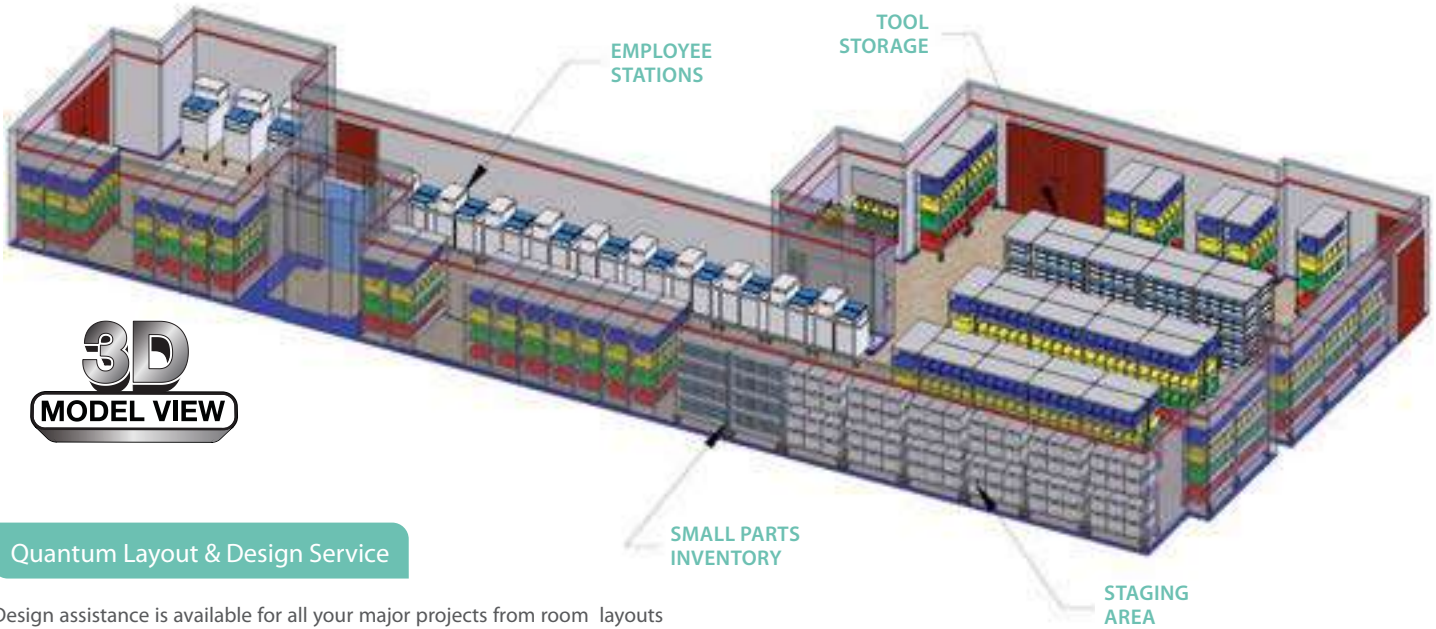 TOOL
STORAGE
EMPLOYEE
STATIONS
3D
MODEL VIEW
SMALL PARTS
INVENTORY
Quantum Layout & Design Service
STAGING
AREA
Design assistance is available for all your major projects from room layouts